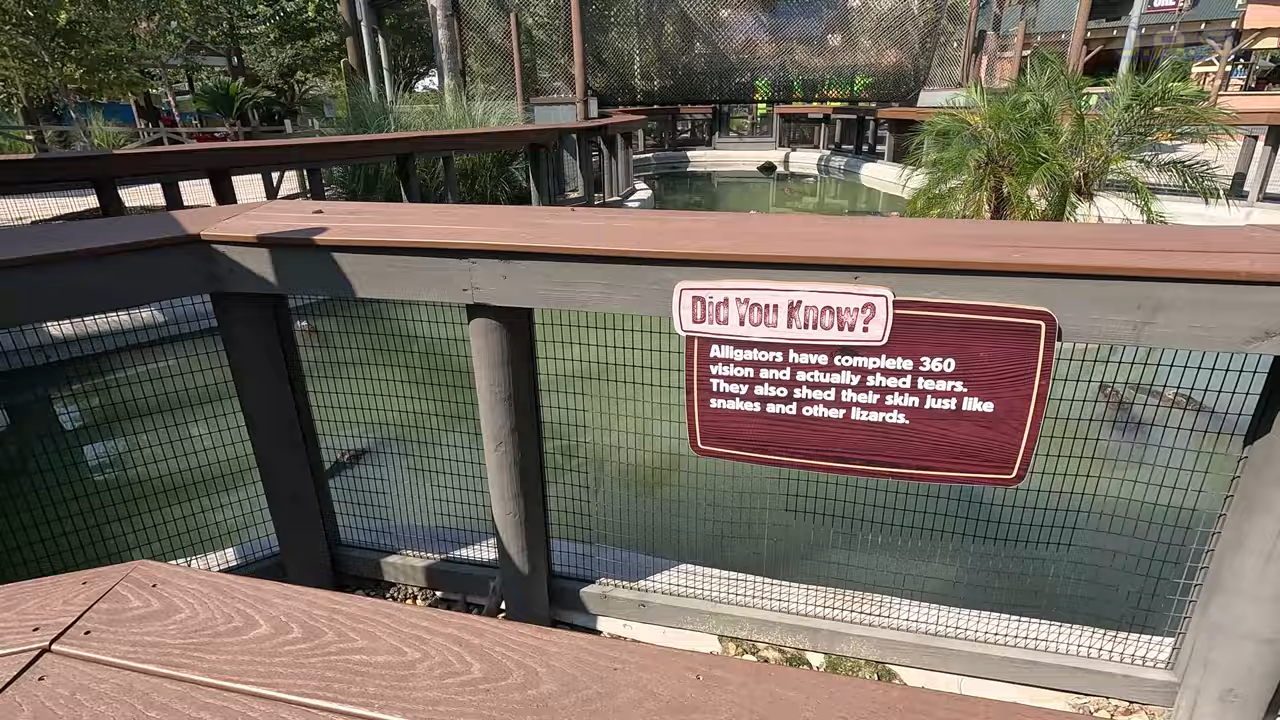 Did You Know?
Alligators have complete 360
vision and actually shed tears.
They also shed their skin just like
snakes and other lizards.